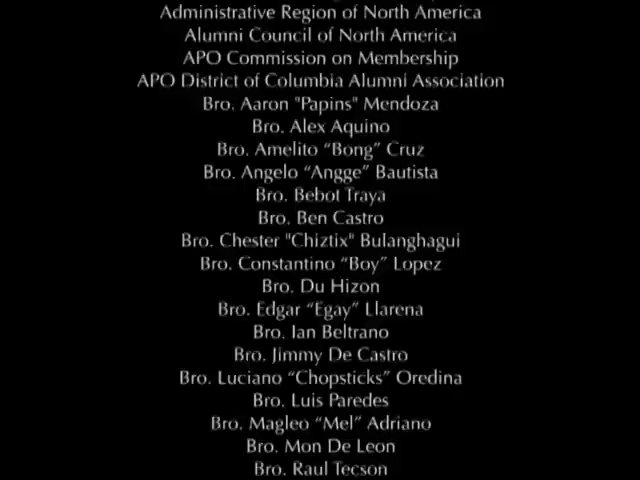 Administrative Region of North America
Alumni Council of North America
APO Commission on Membership
APO District of Columbia Alumni Association
Bro. Aaron "Papins" Mendoza
Bro. Alex Aquino
Bro. Amelito “Bong” Cruz
Bro. Angelo “Angge” Bautista
Bro. Bebot Traya
Bro. Ben Castro
Bro. Chester "Chiztix" Bulanghagui
Bro. Constantino “Boy” Lopez
Bro. Du Hizon
Bro. Edgar “Egay” Llarena
Bro. Ian Beltrano
Bro. Jimmy De Castro
Bro. Luciano “Chopsticks” Oredina
Bro. Luis Paredes
Bro. Magleo “Mel” Adriano
Bro. Mon De Leon
Bro. Raul Tecson